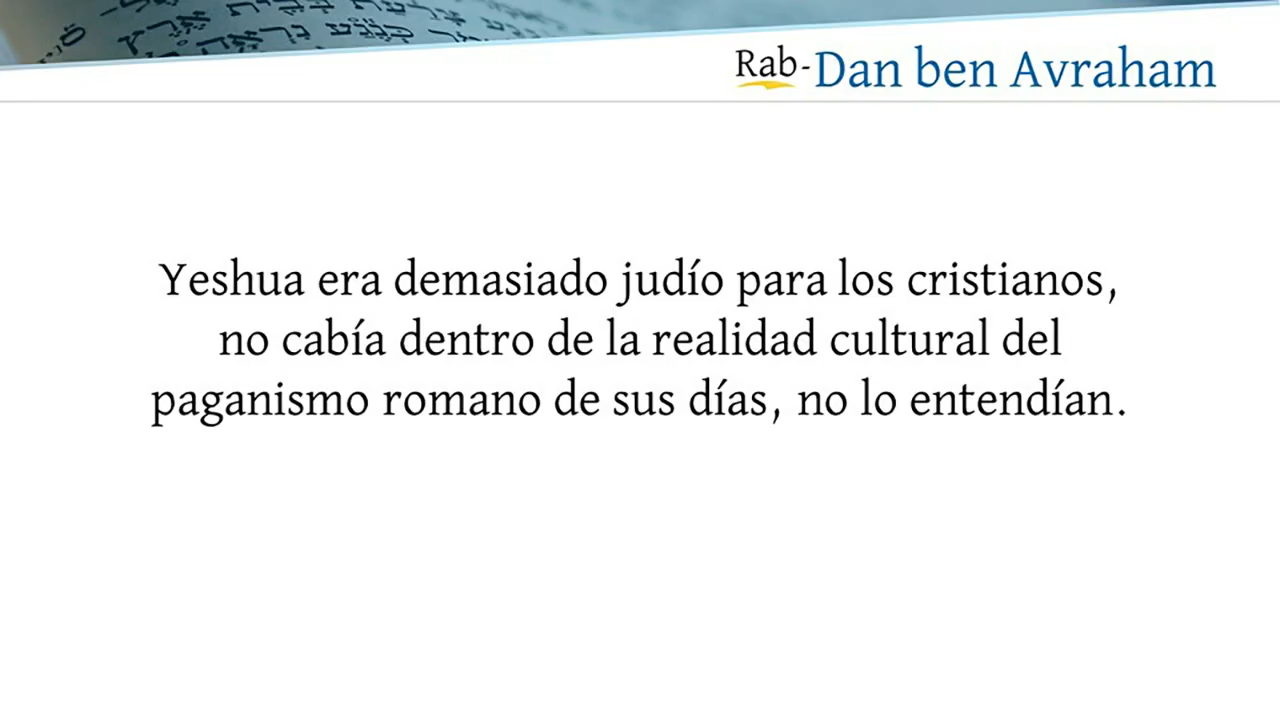 Rab-Dan ben Avraham
Yeshua era demasiado judío para los cristianos,
no cabía dentro de la realidad cultural del
paganismo romano de sus días, no lo entendían.